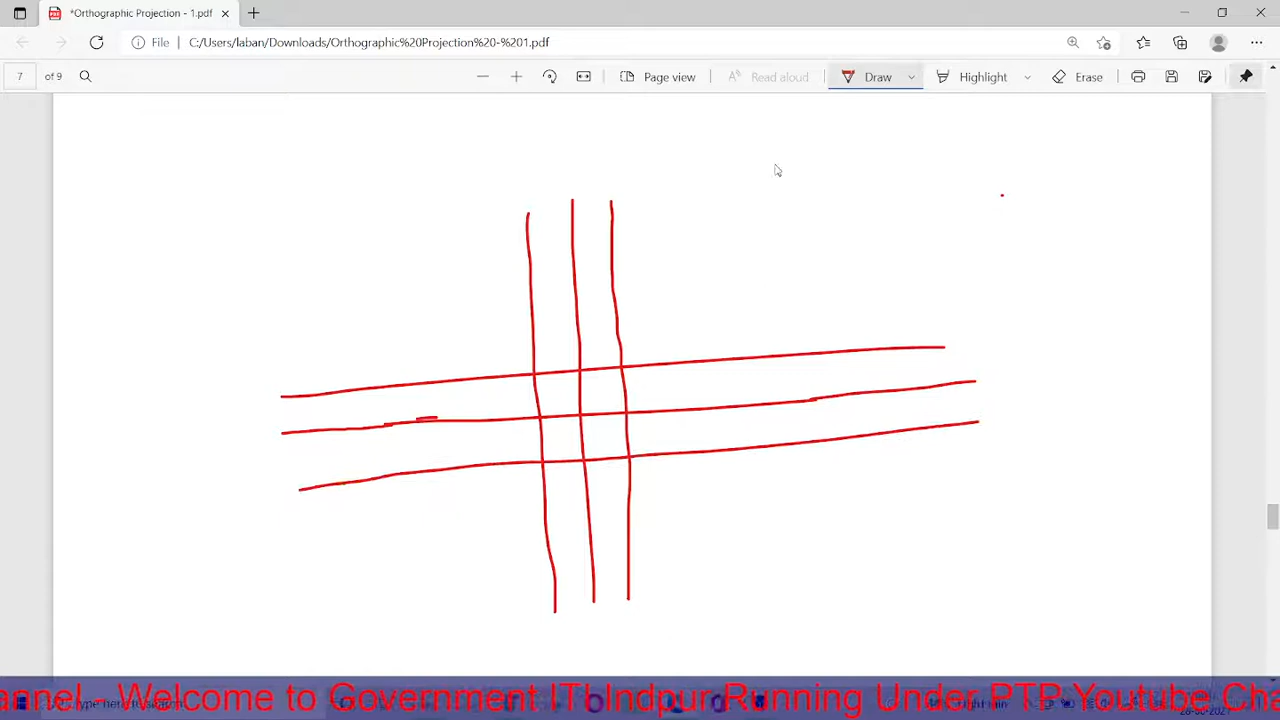 *Orthographic Projection - 1.pdf
File C:/Users/laban/Downloads/Orthographic%20Projection%20-%201.pdf
7 of 9 Page view Read aloud Draw Highlight Erase
annel - Welcome to Government ITI Indpur Running Under PTP Youtube Cha